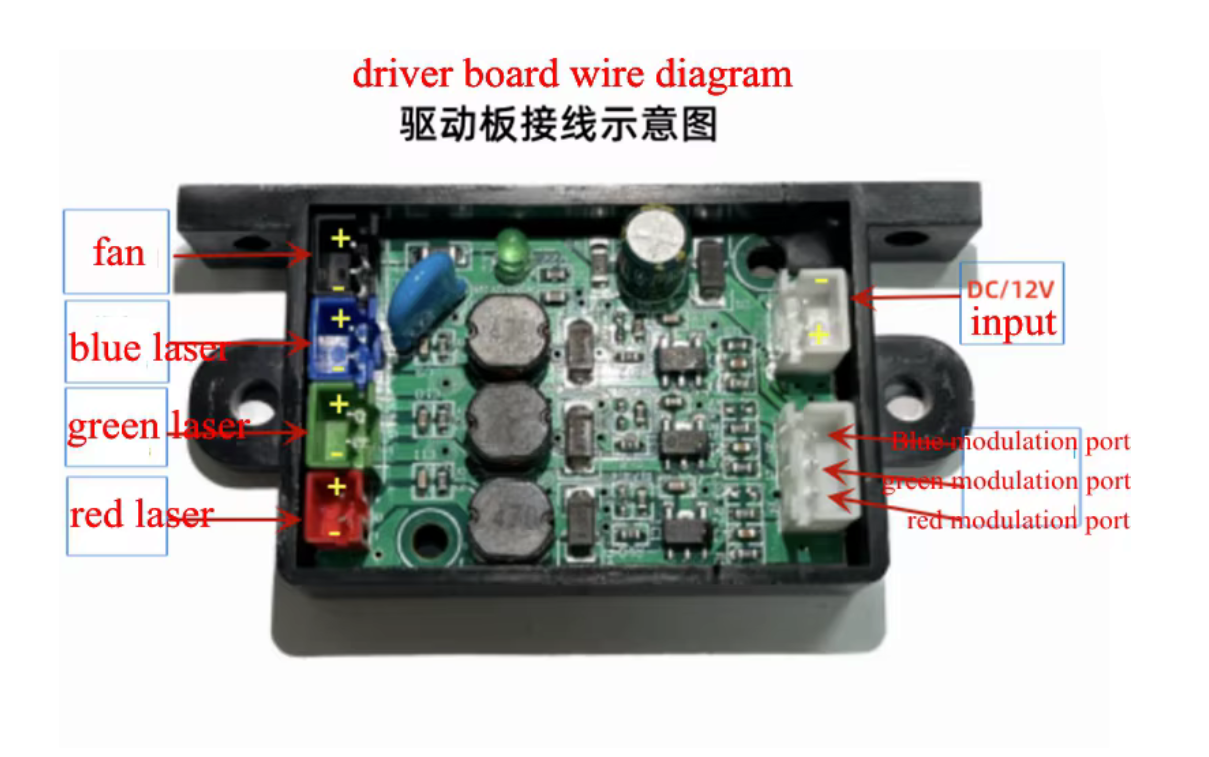 driver board wire diagram
驱动板接线示意图
fan
+
-
blue laser
+
-
green laser
+
-
red laser
+
-
-
+
DC/12V
input
Blue modulation port
green modulation port
red modulation port